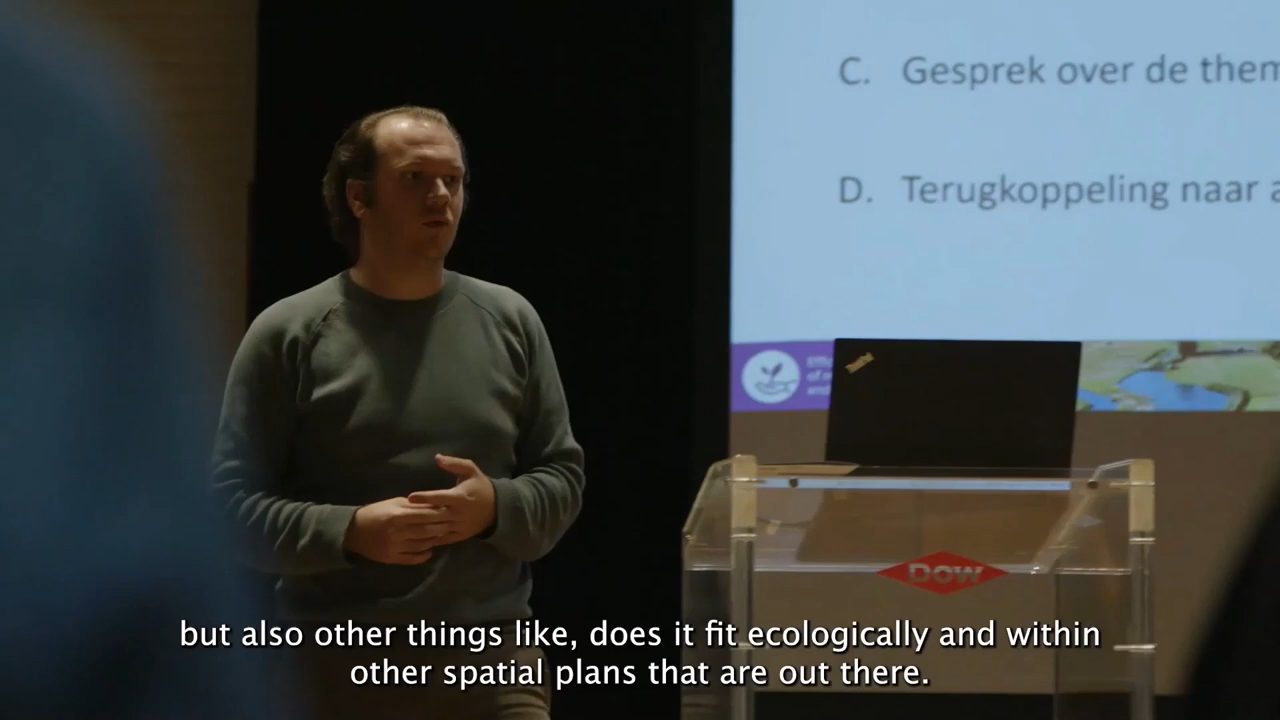 C. Gesprek over de them
D. Terugkoppeling naar a
Dow
but also other things like, does it fit ecologically and within
other spatial plans that are out there.